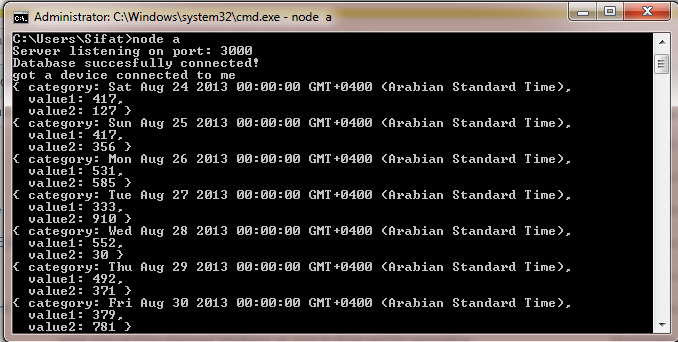 Administrator: C:\Windows\system32\cmd.exe - node a
C:\Users\Sifat>node a
Server listening on port: 3000
Database succesfully connected!
got a device connected to me
{ category: Sat Aug 24 2013 00:00:00 GMT+0400 (Arabian Standard Time),
value1: 417,
value2: 127 }
{ category: Sun Aug 25 2013 00:00:00 GMT+0400 (Arabian Standard Time),
value1: 417,
value2: 356 }
{ category: Mon Aug 26 2013 00:00:00 GMT+0400 (Arabian Standard Time),
value1: 531,
value2: 585 }
{ category: Tue Aug 27 2013 00:00:00 GMT+0400 (Arabian Standard Time),
value1: 333,
value2: 910 }
{ category: Wed Aug 28 2013 00:00:00 GMT+0400 (Arabian Standard Time),
value1: 552,
value2: 30 }
{ category: Thu Aug 29 2013 00:00:00 GMT+0400 (Arabian Standard Time),
value1: 492,
value2: 371 }
{ category: Fri Aug 30 2013 00:00:00 GMT+0400 (Arabian Standard Time),
value1: 379,
value2: 781 }